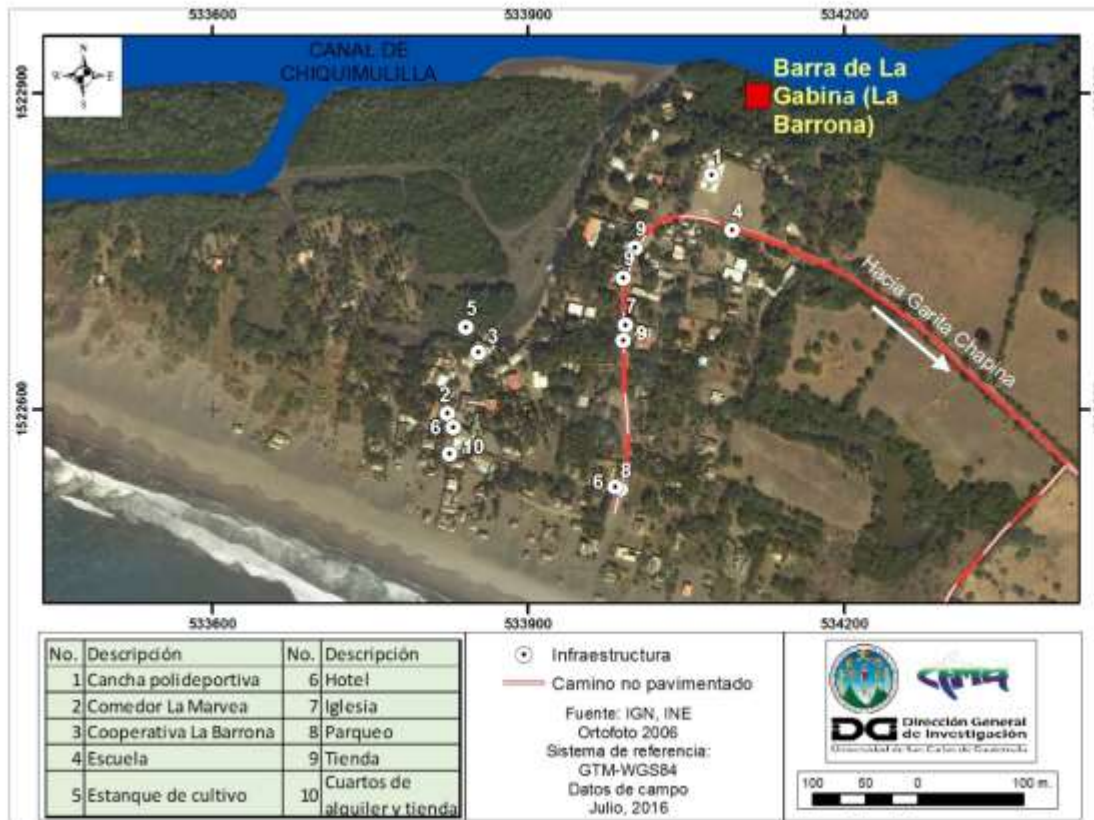 533600 533900 534200
N
W E
S
CANAL DE
CHIQUIMULILLA
Barra de La
Gabina (La
Barrona)
1522900
1
4
9
7
9
5
3
2
6
10
8
6
Hacia Garita Chapina
1522600
533600 533900 534200
No. Descripción No. Descripción
1 Cancha polideportiva 6 Hotel
2 Comedor La Marvea 7 Iglesia
3 Cooperativa La Barrona 8 Parqueo
4 Escuela 9 Tienda
5 Estanque de cultivo 10 Cuartos de
alquiler y tienda
Infraestructura
Camino no pavimentado
Fuente: IGN, INE
Ortofoto 2006
Sistema de referencia:
GTM-WGS84
Datos de campo
Julio, 2016
Dirección General
de Investigación
Universidad de San Carlos de Guatemala
100 50 0 100 m.